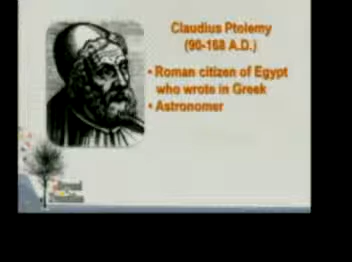 Claudius Ptolemy
(90-168 A.D.)
• Roman citizen of Egypt
who wrote in Greek
• Astronomer